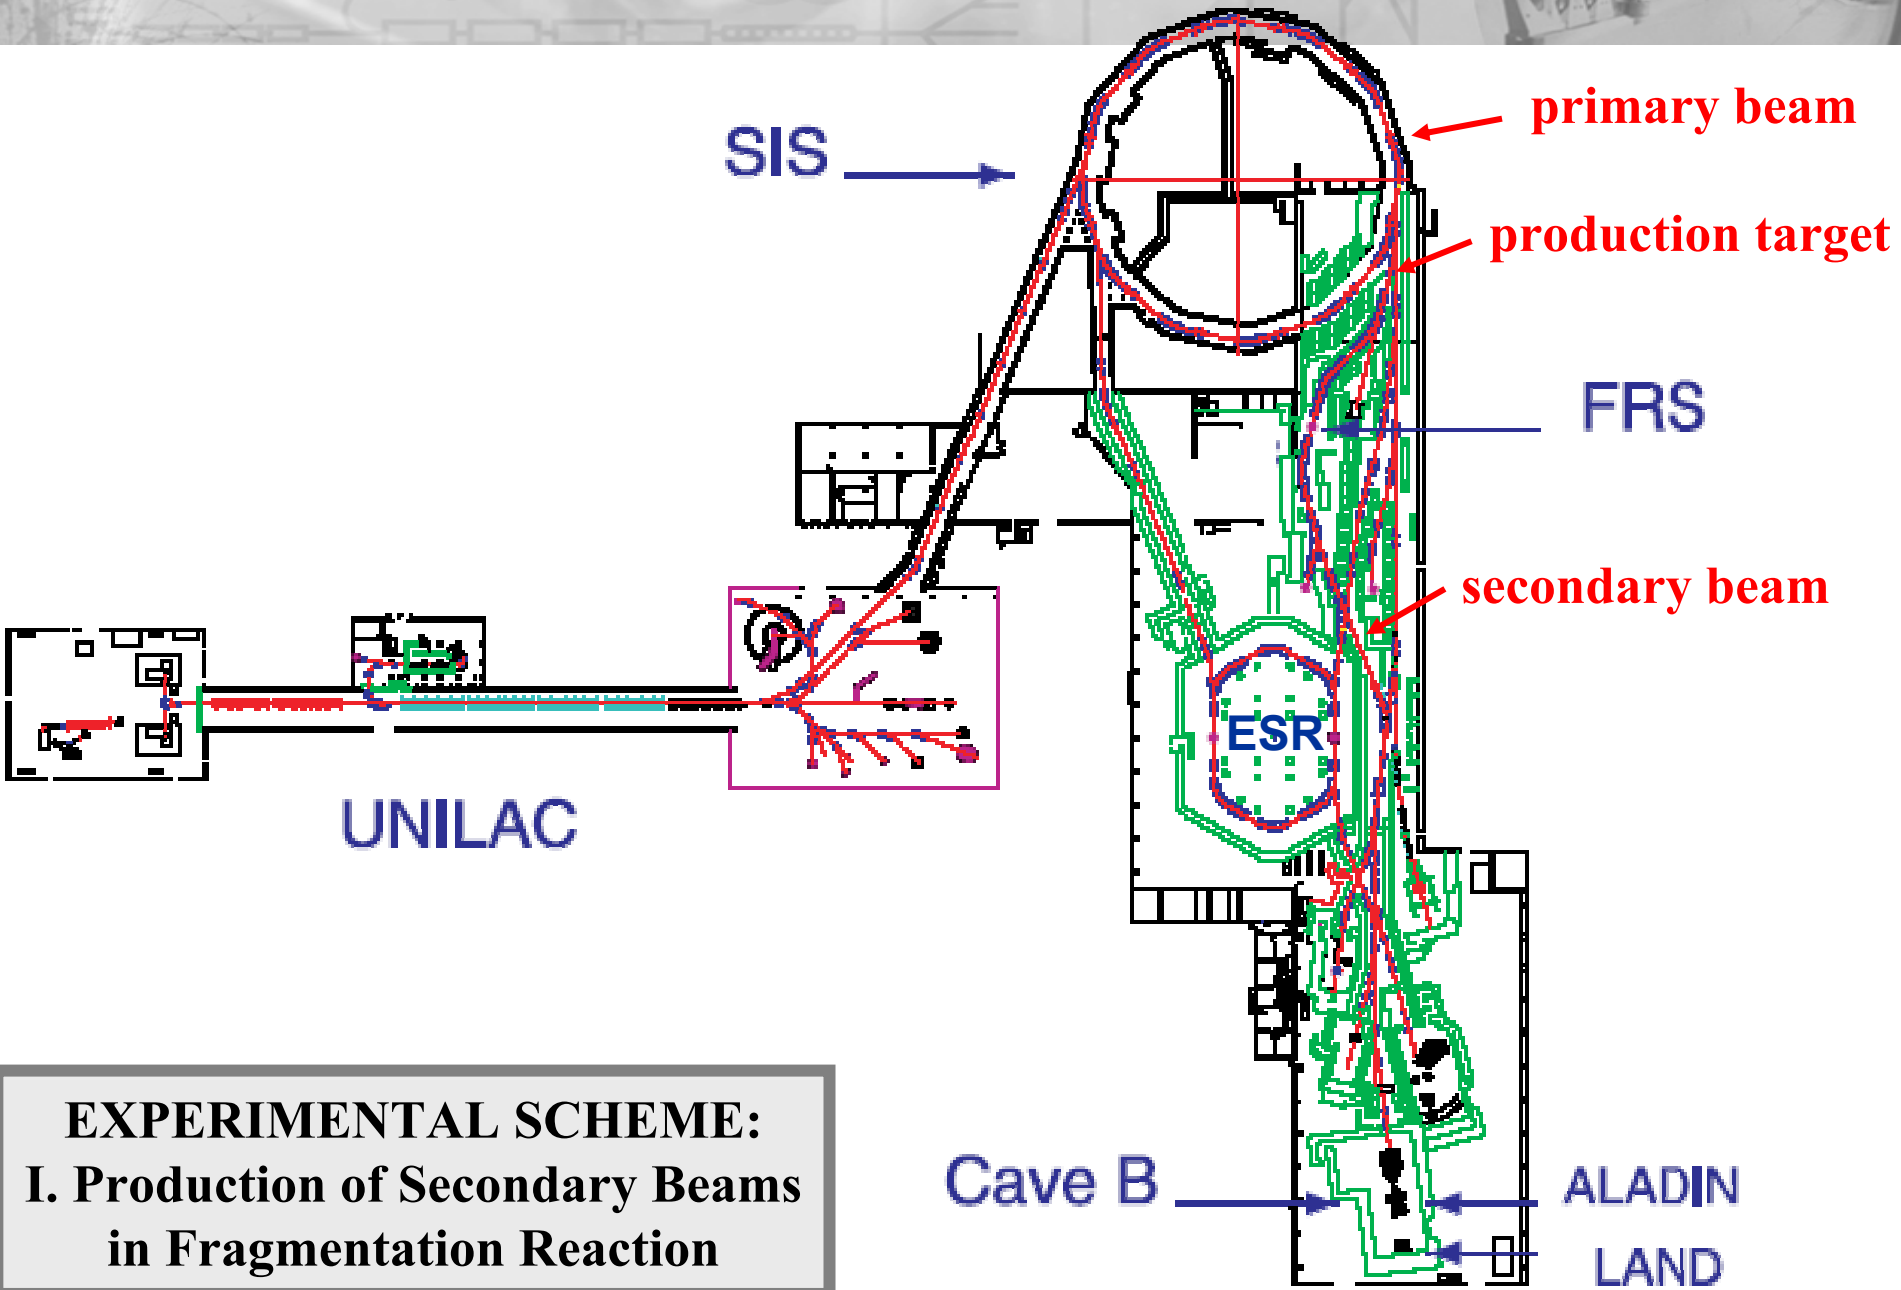 primary beam
SIS
production target
FRS
secondary beam
ESR
UNILAC
EXPERIMENTAL SCHEME:
I. Production of Secondary Beams
in Fragmentation Reaction
Cave B
ALADIN
LAND